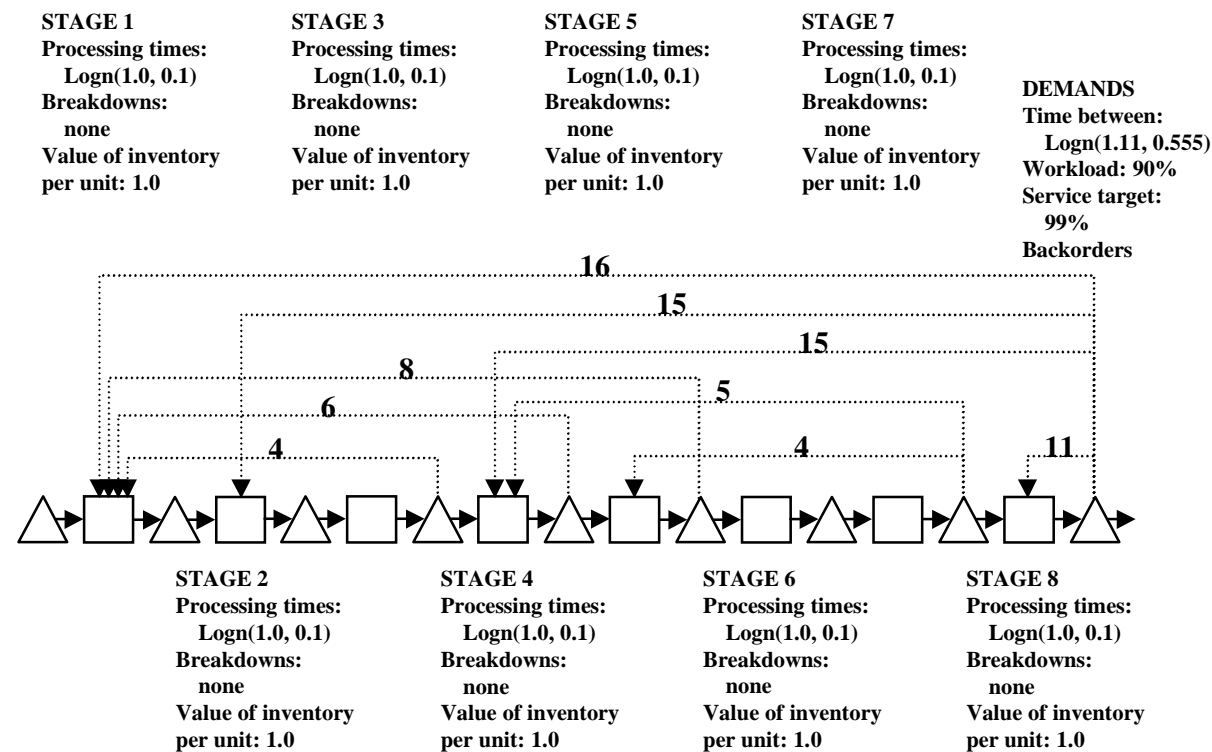 STAGE 1
Processing times:
Logn(1.0, 0.1)
Breakdowns:
none
Value of inventory
per unit: 1.0
STAGE 3
Processing times:
Logn(1.0, 0.1)
Breakdowns:
none
Value of inventory
per unit: 1.0
STAGE 5
Processing times:
Logn(1.0, 0.1)
Breakdowns:
none
Value of inventory
per unit: 1.0
STAGE 7
Processing times:
Logn(1.0, 0.1)
Breakdowns:
none
Value of inventory
per unit: 1.0
DEMANDS
Time between:
Logn(1.11, 0.555)
Workload: 90%
Service target:
99%
Backorders
16
15
15
8
5
6
4
4
11
STAGE 2
Processing times:
Logn(1.0, 0.1)
Breakdowns:
none
Value of inventory
per unit: 1.0
STAGE 4
Processing times:
Logn(1.0, 0.1)
Breakdowns:
none
Value of inventory
per unit: 1.0
STAGE 6
Processing times:
Logn(1.0, 0.1)
Breakdowns:
none
Value of inventory
per unit: 1.0
STAGE 8
Processing times:
Logn(1.0, 0.1)
Breakdowns:
none
Value of inventory
per unit: 1.0